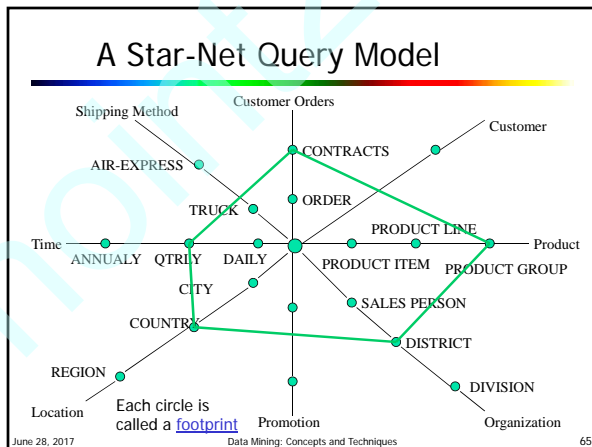 A Star-Net Query Model
Customer Orders
Shipping Method
Customer
CONTRACTS
AIR-EXPRESS
ORDER
TRUCK
PRODUCT LINE
Time
Product
ANNUALY QTRLY DAILY
PRODUCT ITEM
PRODUCT GROUP
CITY
SALES PERSON
COUNTRY
DISTRICT
REGION
DIVISION
Location
Each circle is
called a footprint
Promotion
Organization
June 28, 2017
Data Mining: Concepts and Techniques
65